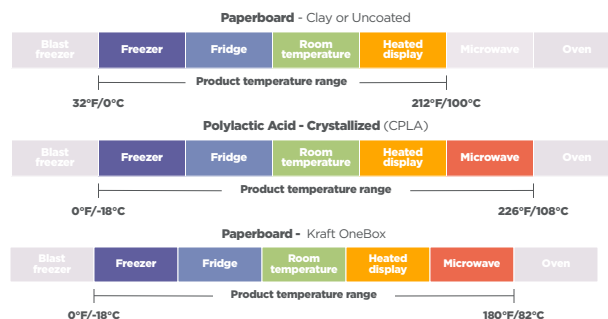 Paperboard - Clay or Uncoated
Blast freezer Freezer Fridge Room temperature Heated display Microwave Oven
Product temperature range
32°F/0°C 212°F/100°C
Polylactic Acid - Crystallized (CPLA)
Blast freezer Freezer Fridge Room temperature Heated display Microwave Oven
Product temperature range
0°F/-18°C 226°F/108°C
Paperboard - Kraft OneBox
Blast freezer Freezer Fridge Room temperature Heated display Microwave Oven
Product temperature range
0°F/-18°C 180°F/82°C